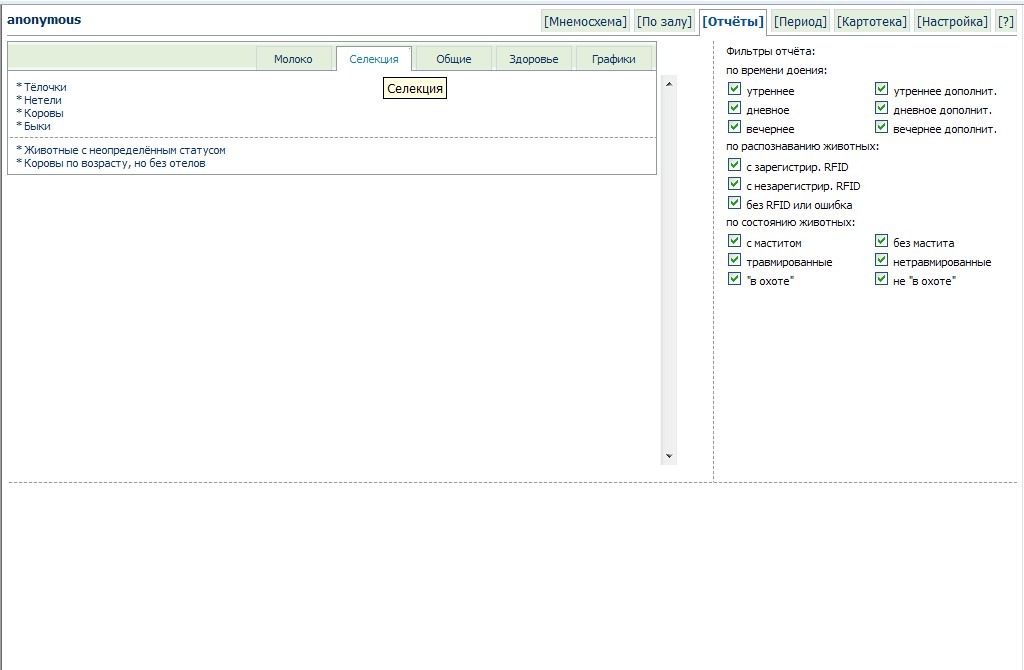 anonymous
[Мнемосхема] [По залу] [Отчёты] [Период] [Картотека] [Настройка] [?]
Молоко Селекция Общие Здоровье Графики
Селекция
* Тёлочки
* Нетели
* Коровы
* Быки
* Животные с неопределённым статусом
* Коровы по возрасту, но без отелов
Фильтры отчёта:
по времени доения:
утреннее утреннее дополнит.
дневное дневное дополнит.
вечернее вечернее дополнит.
по распознаванию животных:
с зарегистрир. RFID
с незарегистрир. RFID
без RFID или ошибка
по состоянию животных:
с маститом без мастита
травмированные нетравмированные
"в охоте" не "в охоте"